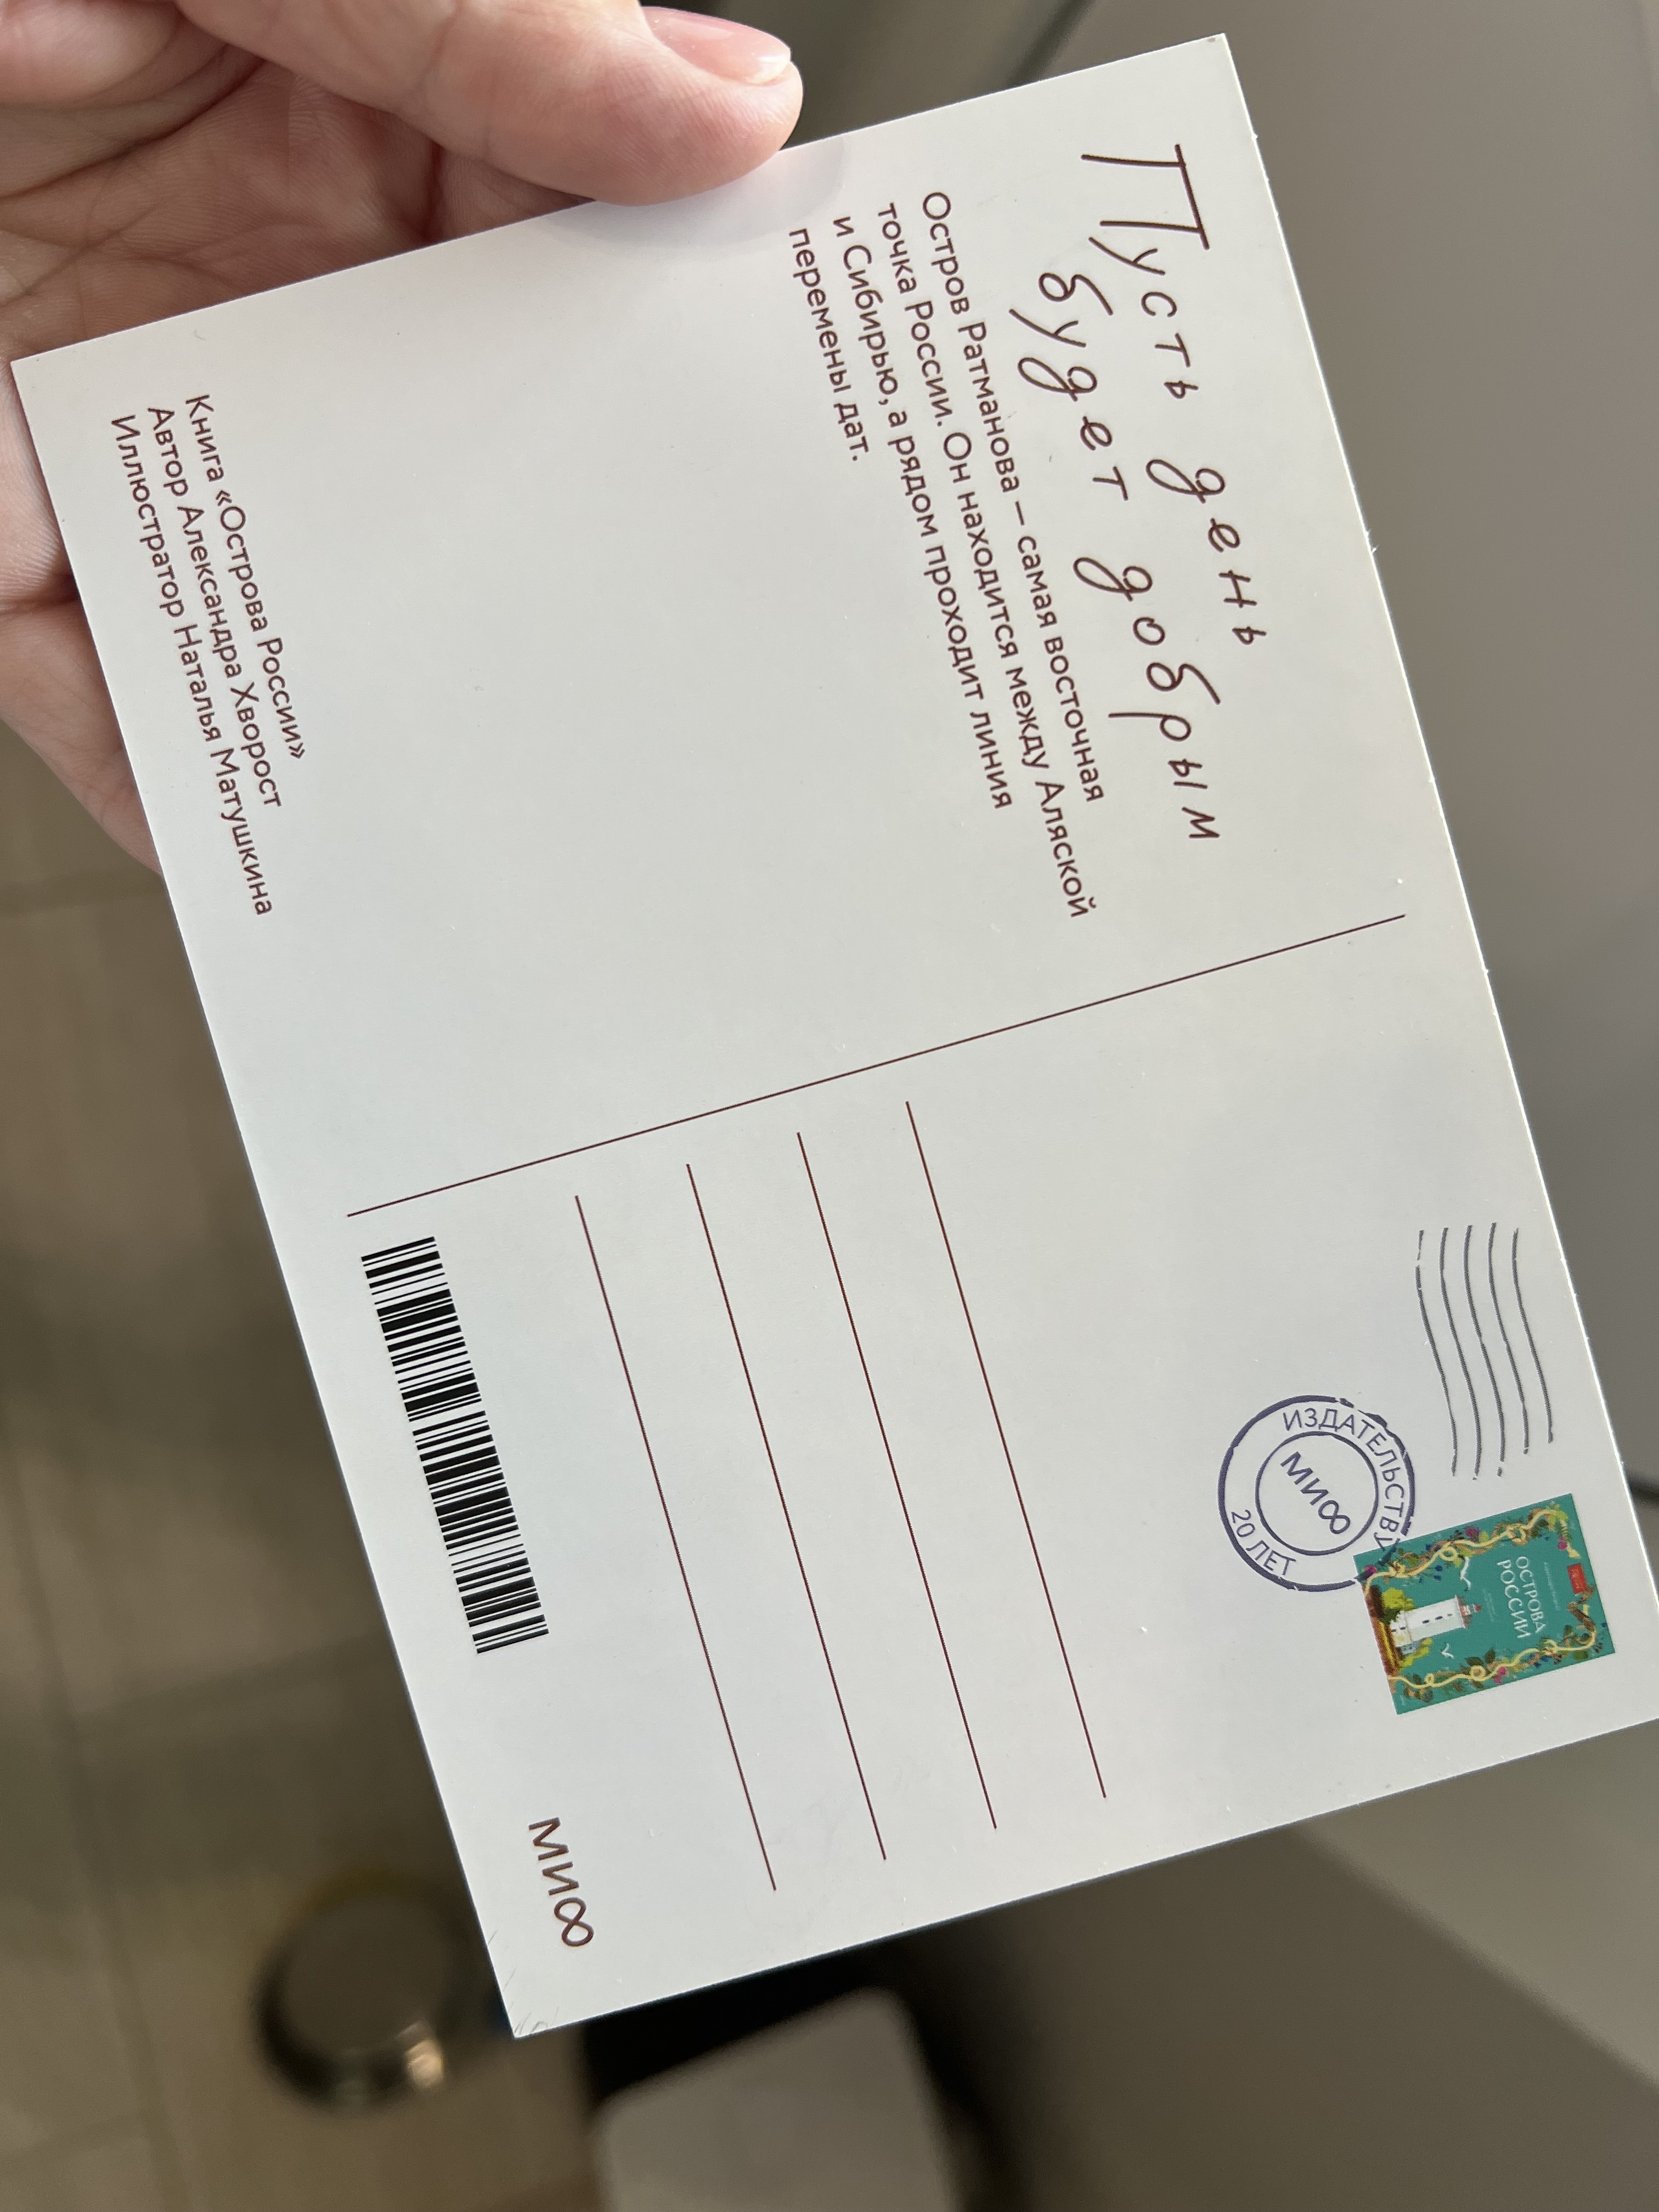 Пусть день
будет добрым
Остров Ратманова — самая восточная
точка России. Он находится между Аляской
и Сибирью, а рядом проходит линия
перемены дат.
Книга «Острова России»
Автор Александра Хворост
Иллюстратор Наталья Матушкина
ИЗДАТЕЛЬСТВУ
МИФ
20 ЛЕТ
ОСТРОВА
РОССИИ
МИФ